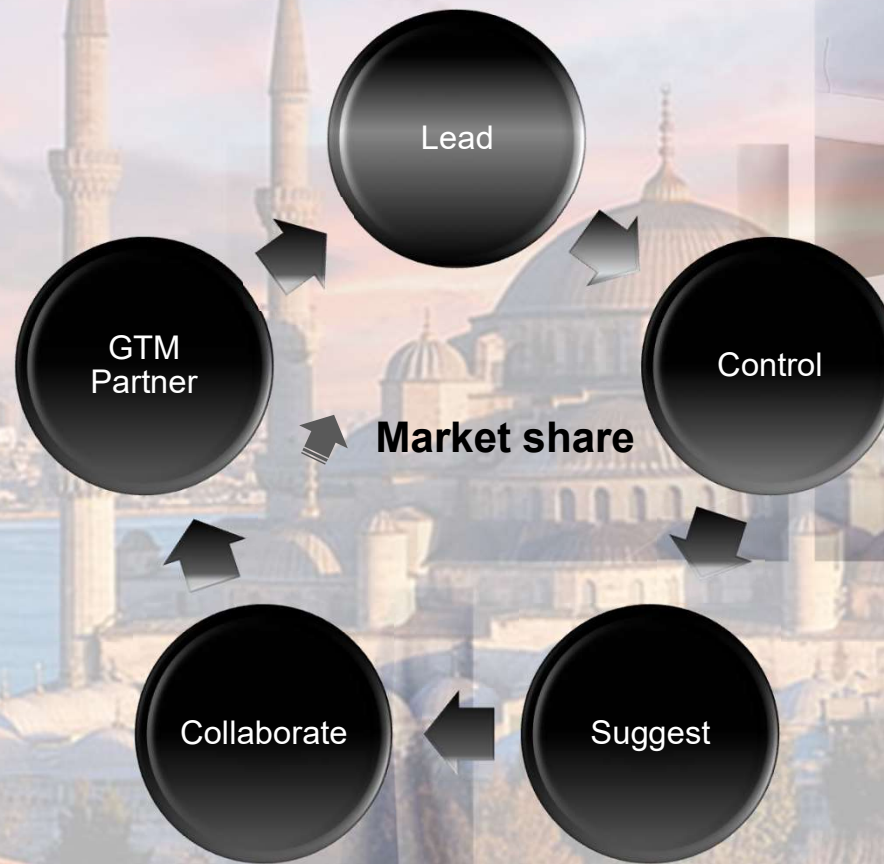 Lead
Control
GTM
Partner
Market share
Suggest
Collaborate